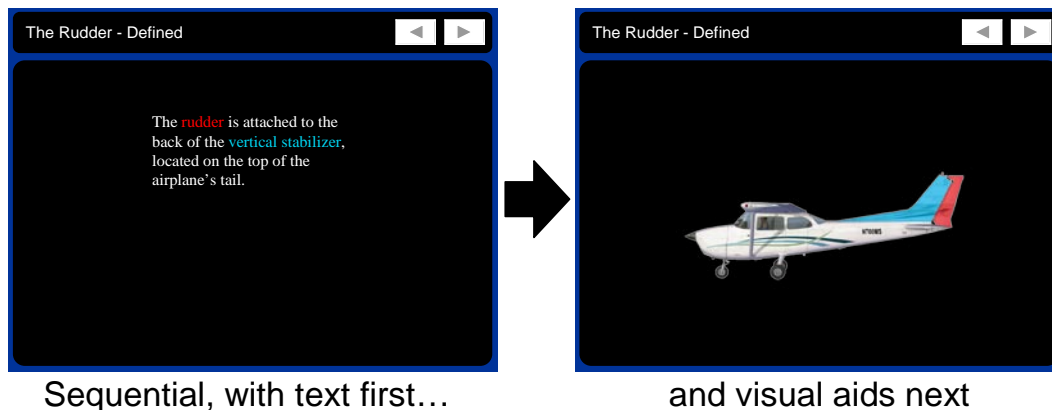 The Rudder - Defined
The rudder is attached to the
back of the vertical stabilizer,
located on the top of the
airplane’s tail.
Sequential, with text first…
The Rudder - Defined
N700MS
and visual aids next